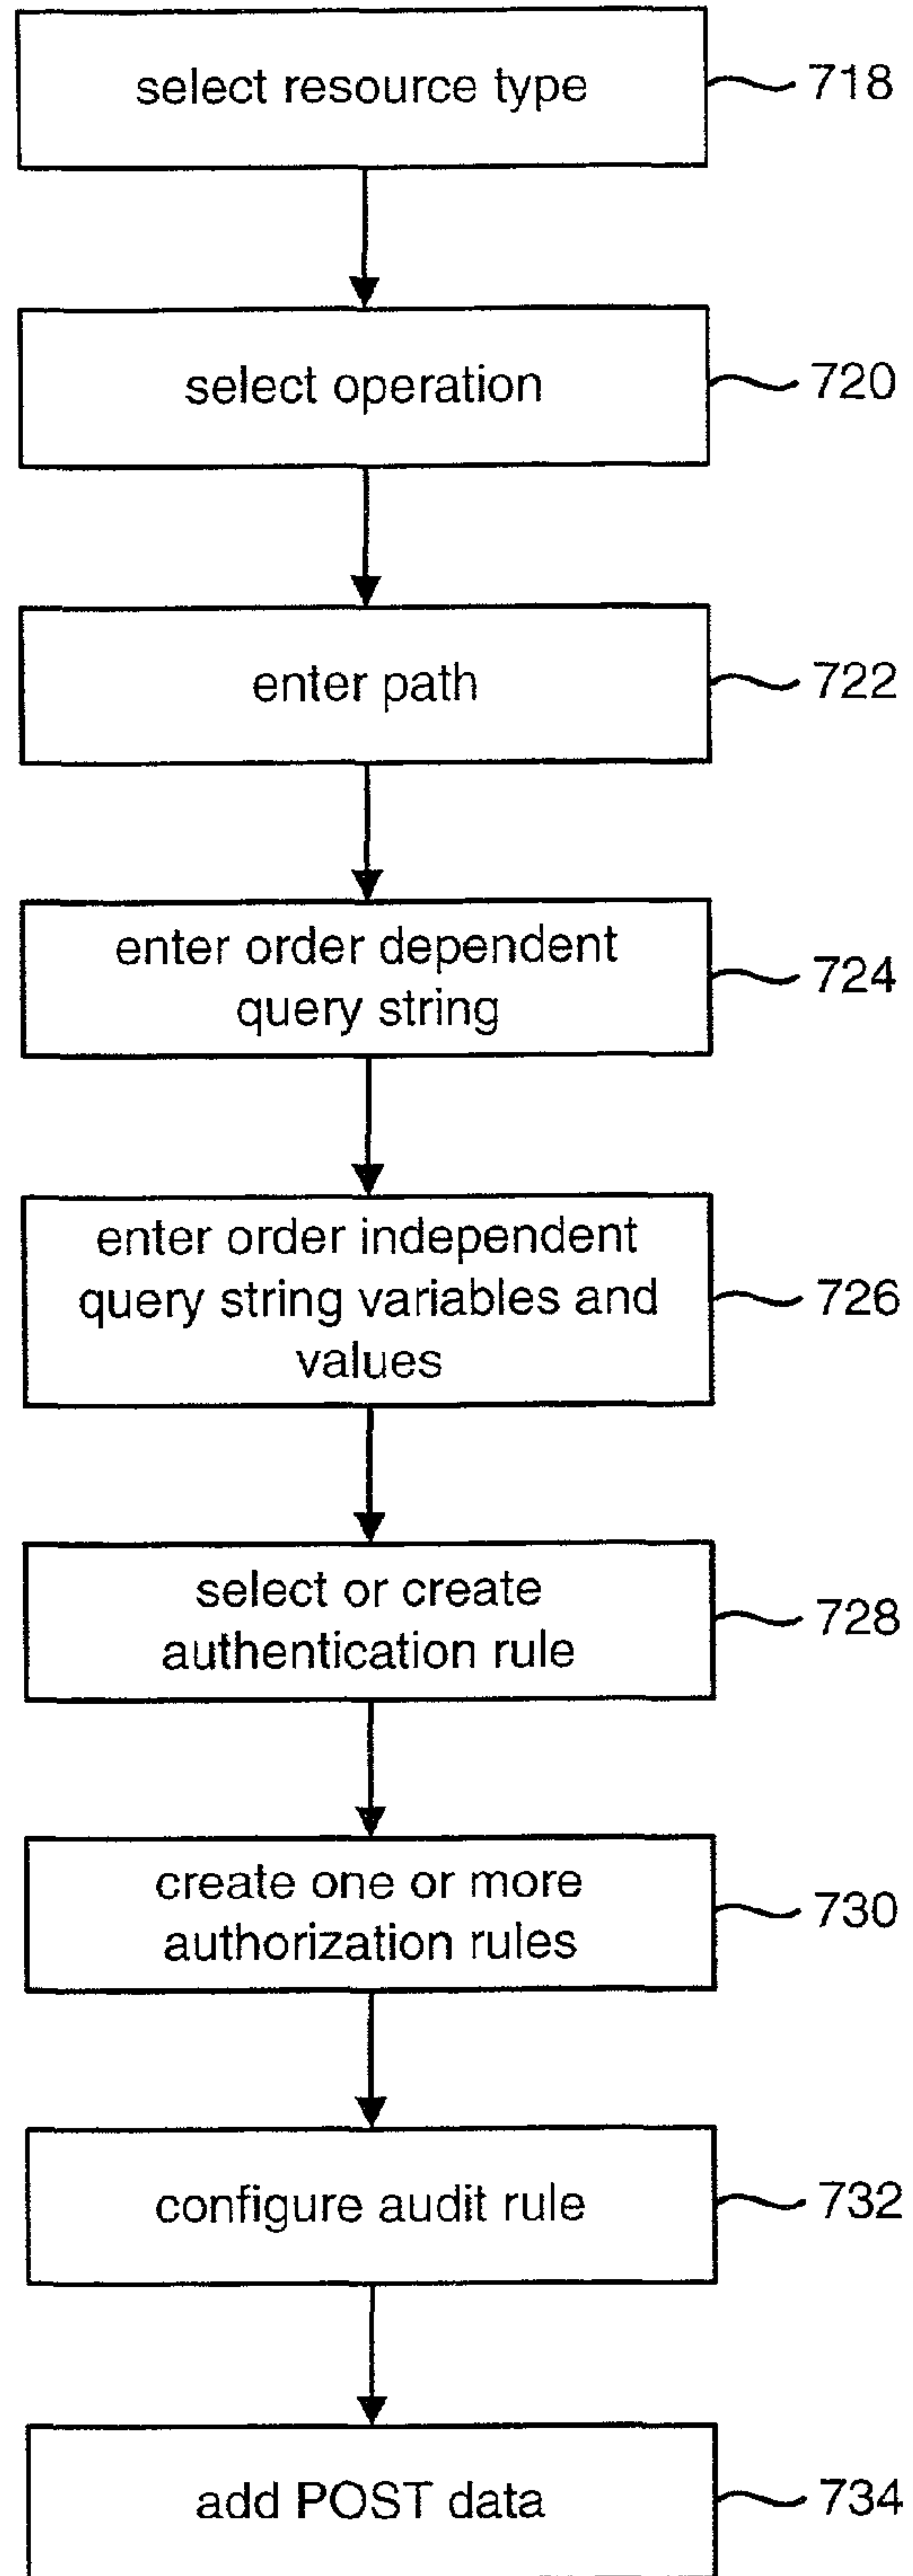 select resource type
718
select operation
720
enter path
722
enter order dependent
query string
724
enter order independent
query string variables and
values
726
select or create
authentication rule
728
create one or more
authorization rules
730
configure audit rule
732
add POST data
734